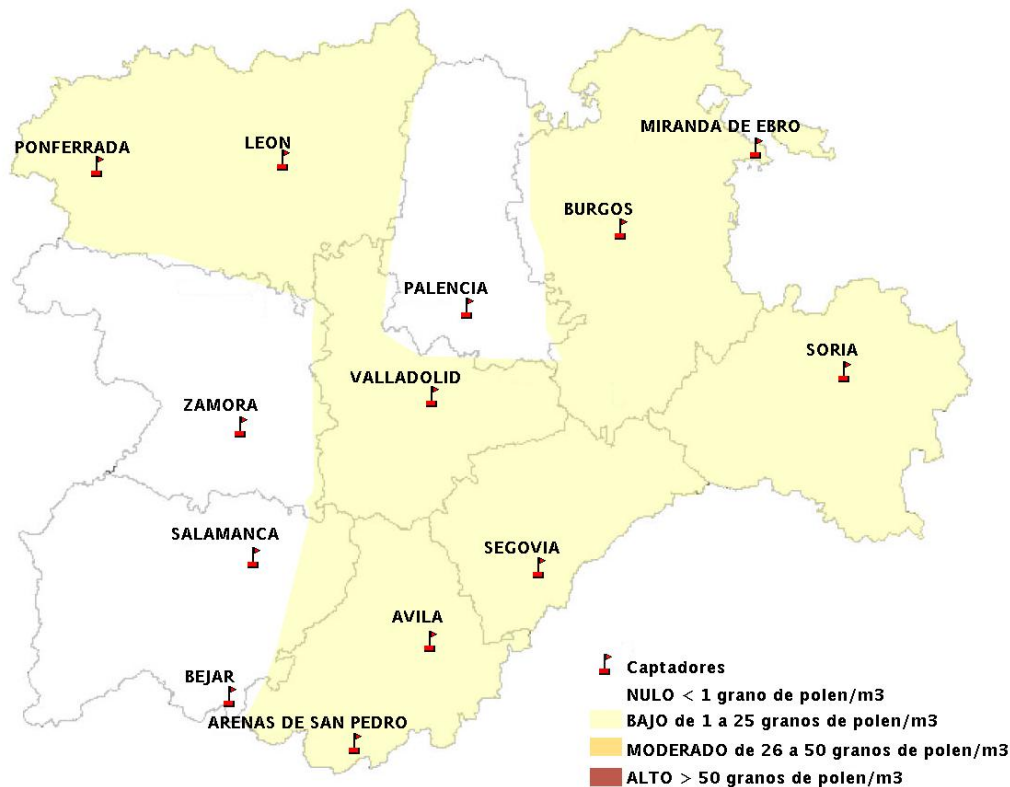 MIRANDA DE EBRO
PONFERRADA
LEON
BURGOS
PALENCIA
SORIA
VALLADOLID
ZAMORA
SALAMANCA
SEGOVIA
AVILA
BEJAR
ARENAS DE SAN PEDRO
Captadores
NULO < 1 grano de polen/m3
BAJO de 1 a 25 granos de polen/m3
MODERADO de 26 a 50 granos de polen/m3
ALTO > 50 granos de polen/m3